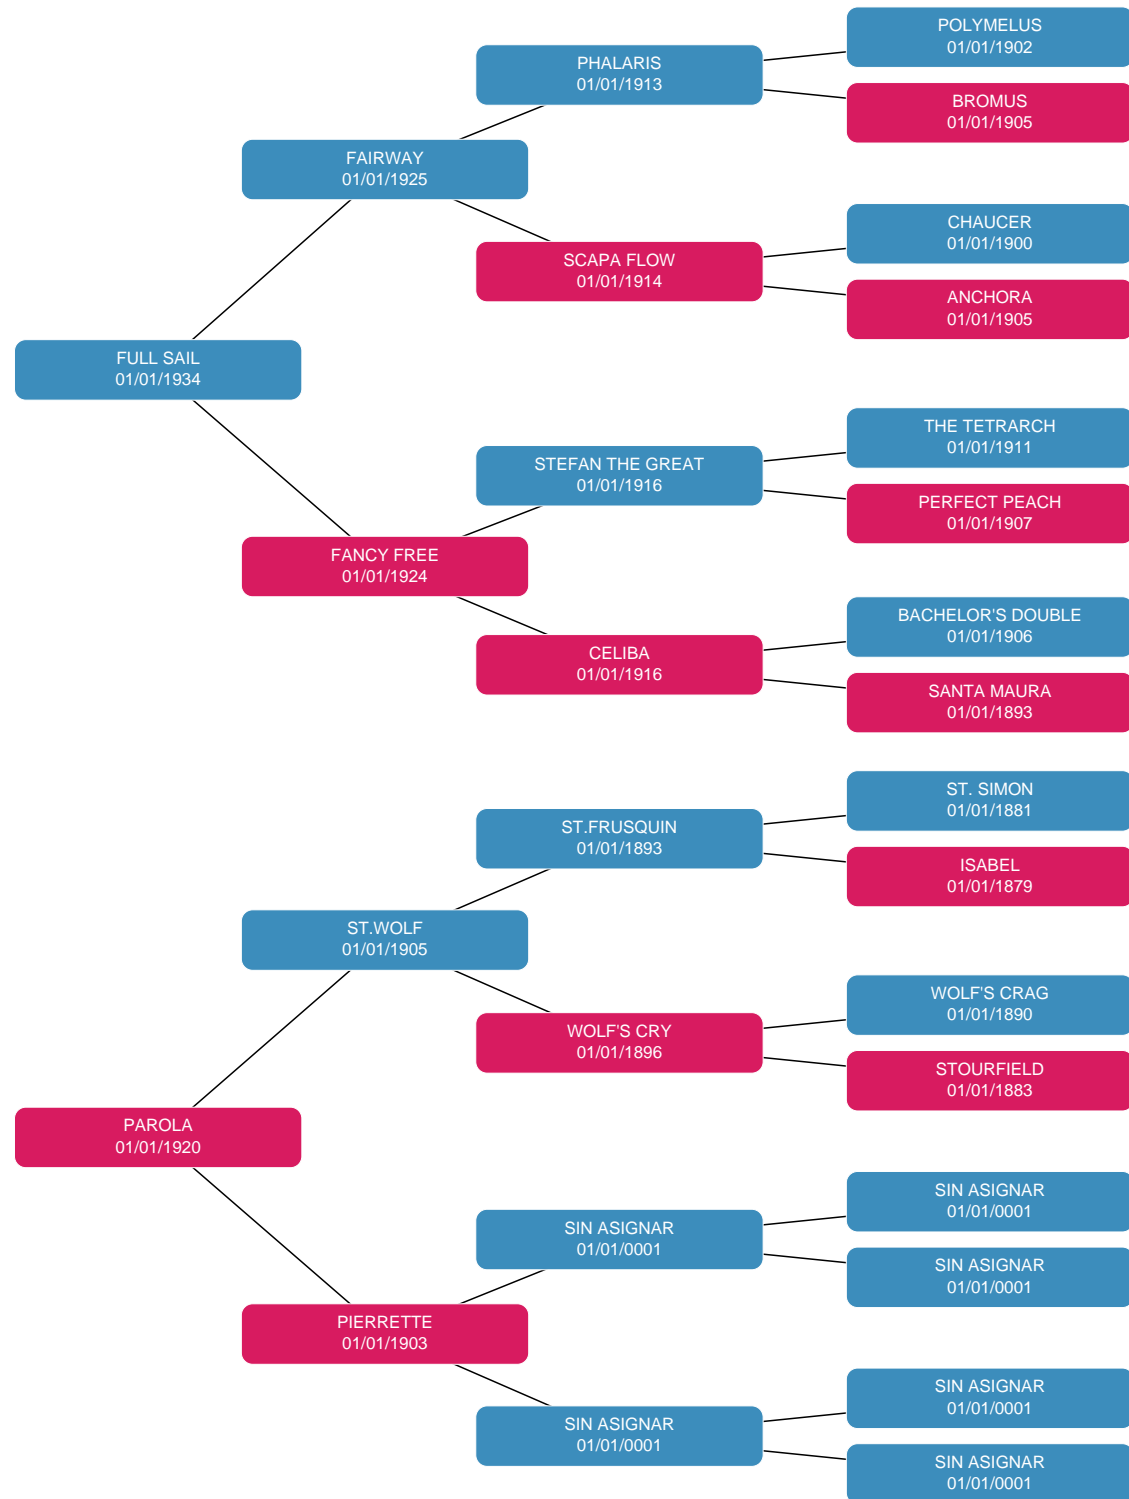 POLYMELUS
01/01/1902
PHALARIS
01/01/1913
BROMUS
01/01/1905
FAIRWAY
01/01/1925
CHAUCER
01/01/1900
SCAPA FLOW
01/01/1914
ANCHORA
01/01/1905
FULL SAIL
01/01/1934
THE TETRARCH
01/01/1911
STEFAN THE GREAT
01/01/1916
PERFECT PEACH
01/01/1907
FANCY FREE
01/01/1924
BACHELOR'S DOUBLE
01/01/1906
CELIBA
01/01/1916
SANTA MAURA
01/01/1893
ST. SIMON
01/01/1881
ST.FRUSQUIN
01/01/1893
ISABEL
01/01/1879
ST.WOLF
01/01/1905
WOLF'S CRAG
01/01/1890
WOLF'S CRY
01/01/1896
STOURFIELD
01/01/1883
PAROLA
01/01/1920
SIN ASIGNAR
01/01/0001
SIN ASIGNAR
01/01/0001
SIN ASIGNAR
01/01/0001
PIERRETTE
01/01/1903
SIN ASIGNAR
01/01/0001
SIN ASIGNAR
01/01/0001
SIN ASIGNAR
01/01/0001